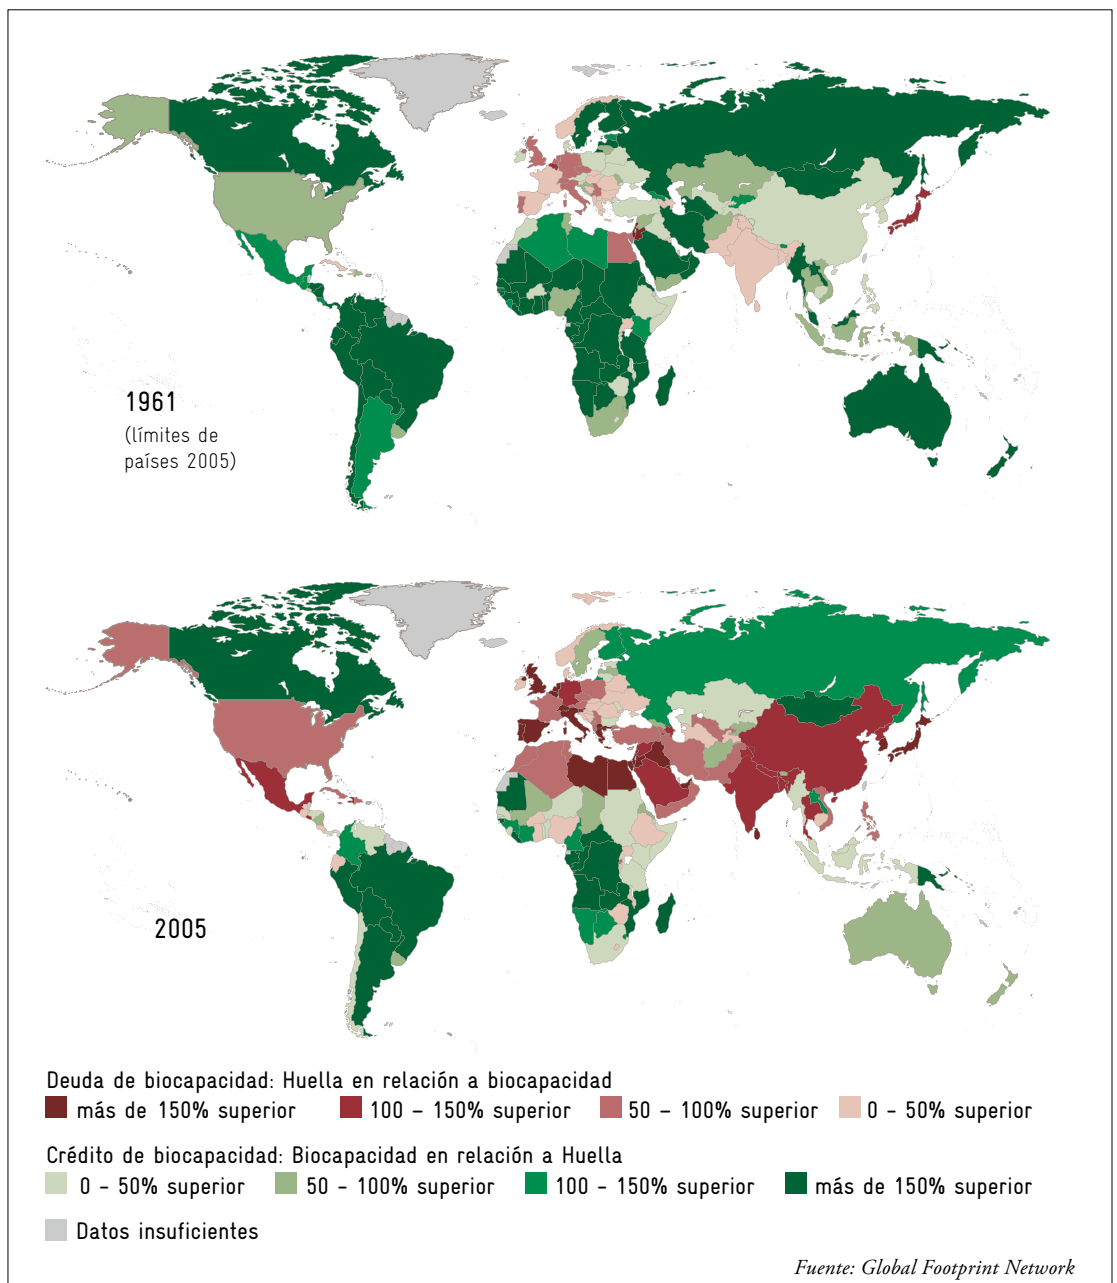 1961
(límites de
países 2005)
2005
Deuda de biocapacidad: Huella en relación a biocapacidad
más de 150% superior
100 – 150% superior
50 – 100% superior
0 – 50% superior
Crédito de biocapacidad: Biocapacidad en relación a Huella
0 – 50% superior
50 – 100% superior
100 – 150% superior
más de 150% superior
Datos insuficientes
Fuente: Global Footprint Network